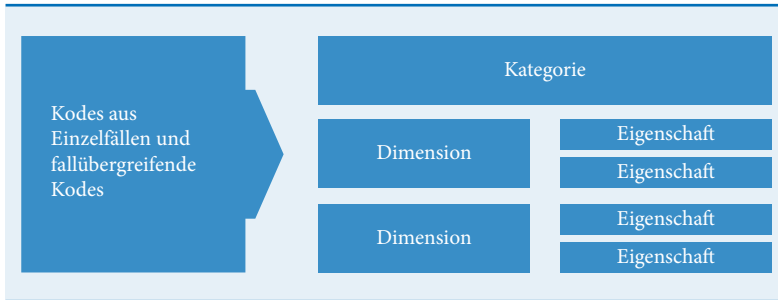 Kodes aus
Einzelfällen und
fallübergreifende
Kodes
Kategorie
Dimension
Eigenschaft
Eigenschaft
Dimension
Eigenschaft
Eigenschaft